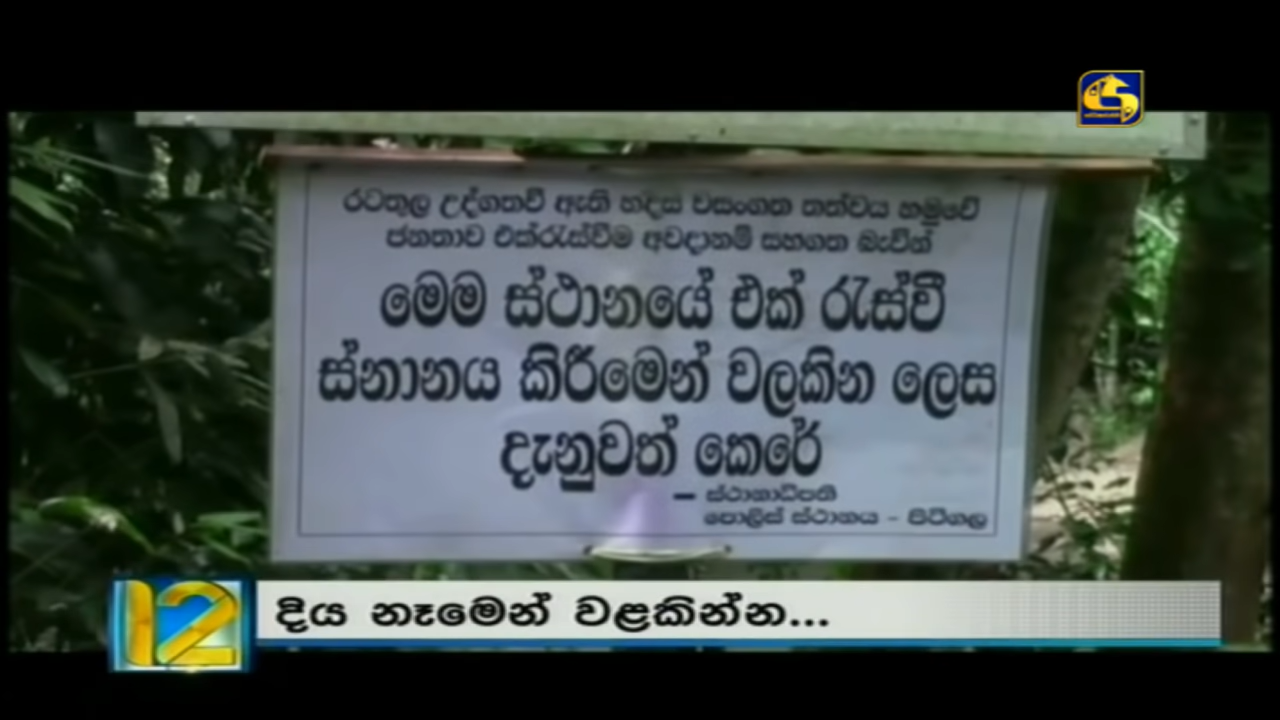 රටතුල උද්ගතවී ඇති හදිසි වසංගත තත්වය හමුවේ
ජනතාව එක්රැස්වීම අවදානම් සහගත බැවින්
මෙම ස්ථානයේ එක් රැස්වී
ස්නානය කිරීමෙන් වලකින ලෙස
දැනුවත් කෙරේ
– ස්ථානාධිපති
පොලිස් ස්ථානය - පිටිගල
12 දිය නෑමෙන් වළකින්න...